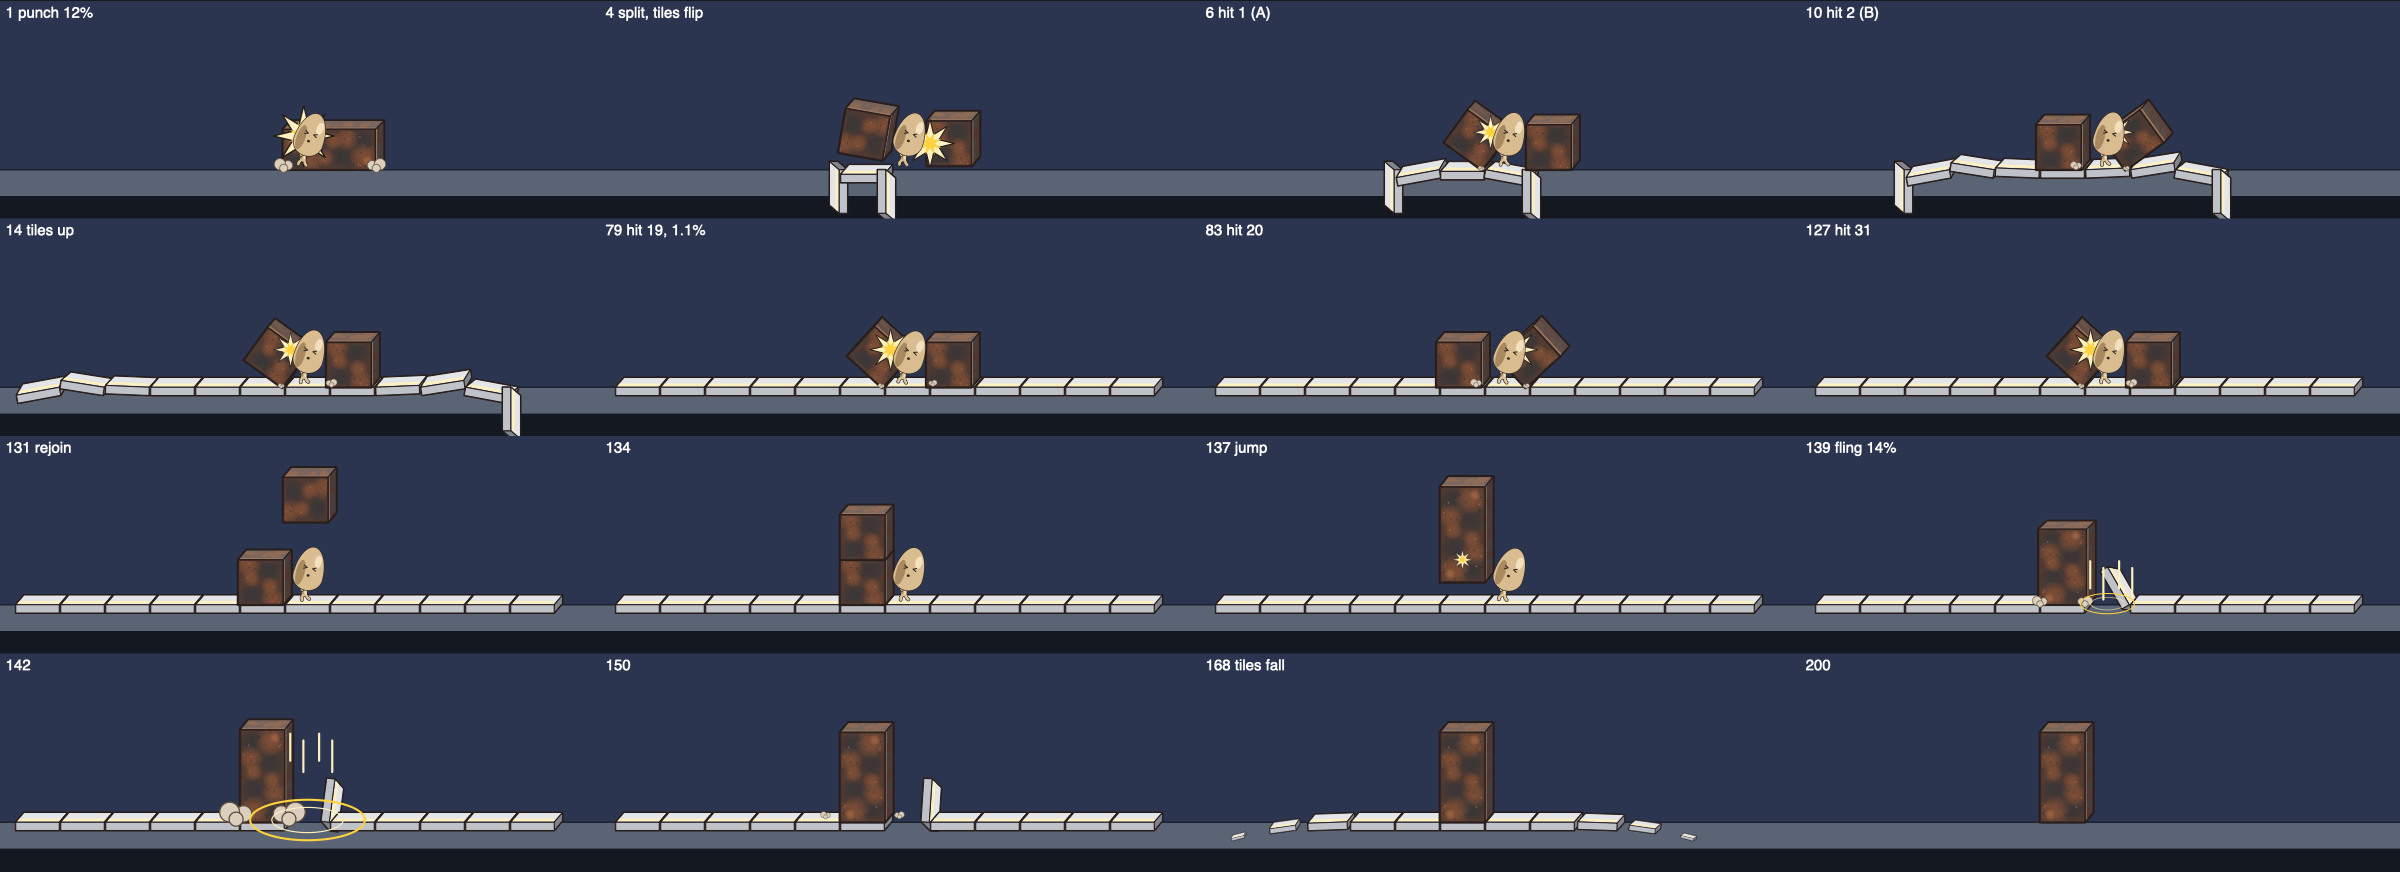 1 punch 12%
4 split, tiles flip
6 hit 1 (A)
10 hit 2 (B)
14 tiles up
79 hit 19, 1.1%
83 hit 20
127 hit 31
131 rejoin
134
137 jump
139 fling 14%
142
150
168 tiles fall
200